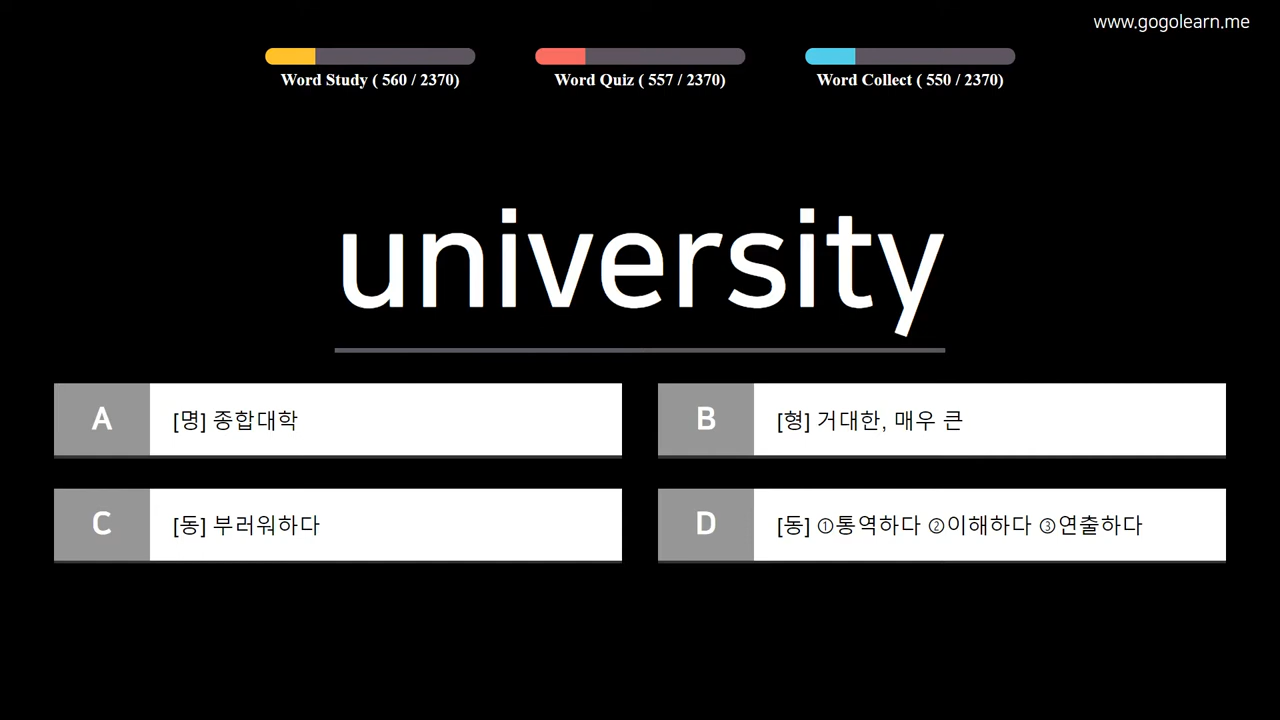 www.gogolearn.me
Word Study ( 560 / 2370)
Word Quiz ( 557 / 2370)
Word Collect ( 550 / 2370)
university
A [명] 종합대학
B [형] 거대한, 매우 큰
C [동] 부러워하다
D [동] ①통역하다 ②이해하다 ③연출하다